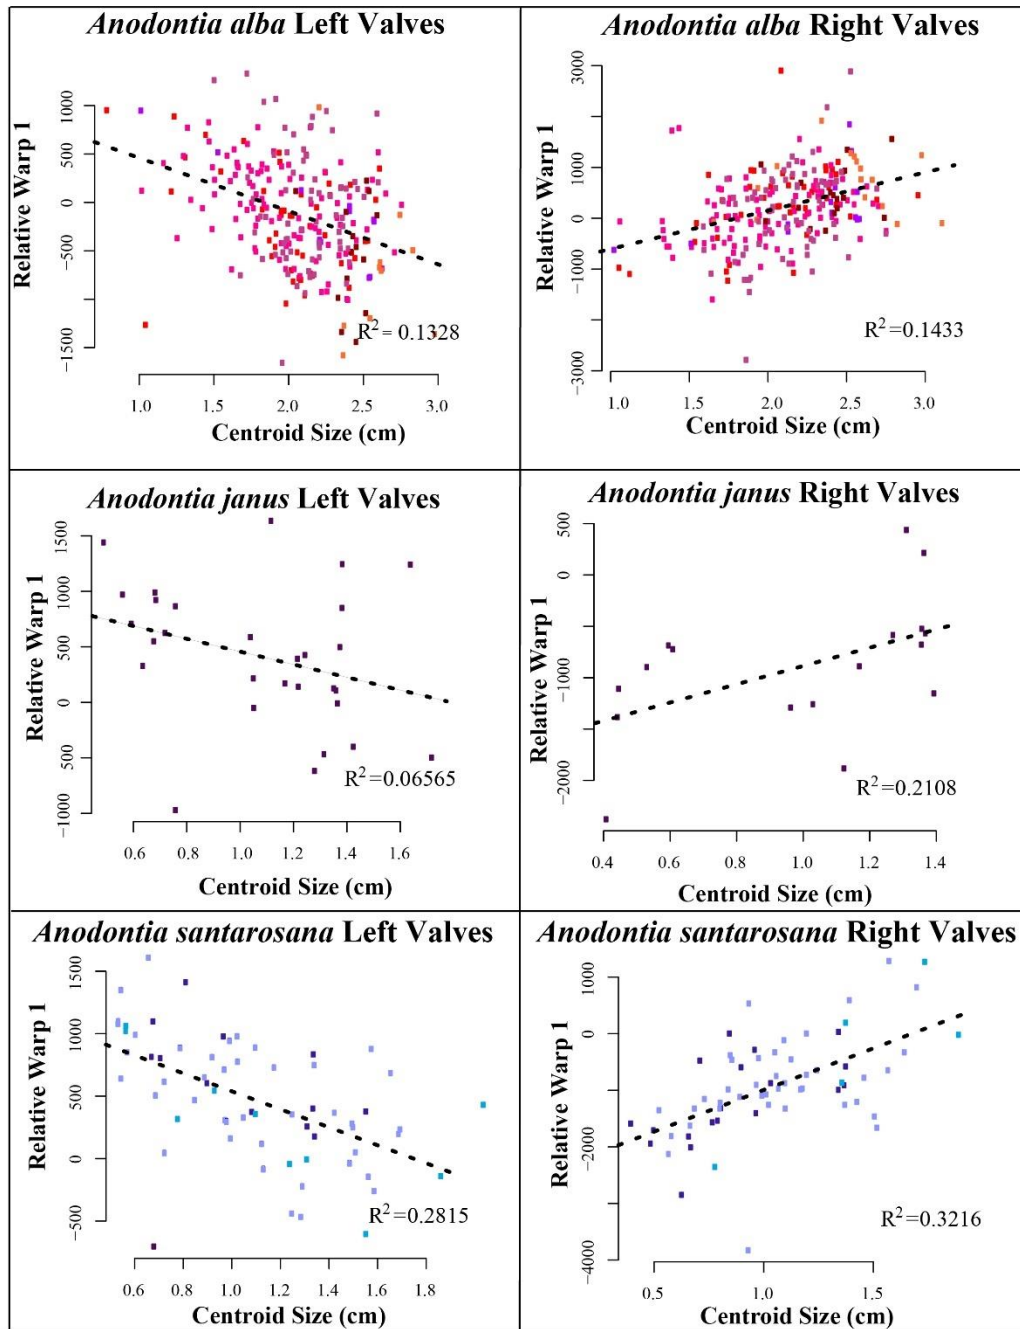 Anodontia alba Left Valves
Relative Warp 1
1000
500
0
−500
−1500
R²= 0.1328
1.0 1.5 2.0 2.5 3.0
Centroid Size (cm)
Anodontia alba Right Valves
Relative Warp 1
3000
1000
0
−1000
−3000
R²=0.1433
1.0 1.5 2.0 2.5 3.0
Centroid Size (cm)
Anodontia janus Left Valves
Relative Warp 1
1500
1000
500
0
500
−1000
R²=0.06565
0.6 0.8 1.0 1.2 1.4 1.6
Centroid Size (cm)
Anodontia janus Right Valves
Relative Warp 1
500
0
−1000
−2000
R²=0.2108
0.4 0.6 0.8 1.0 1.2 1.4
Centroid Size (cm)
Anodontia santarosana Left Valves
Relative Warp 1
1500
1000
500
0
−500
R²=0.2815
0.6 0.8 1.0 1.2 1.4 1.6 1.8
Centroid Size (cm)
Anodontia santarosana Right Valves
Relative Warp 1
1000
0
−2000
−4000
R²=0.3216
0.5 1.0 1.5
Centroid Size (cm)